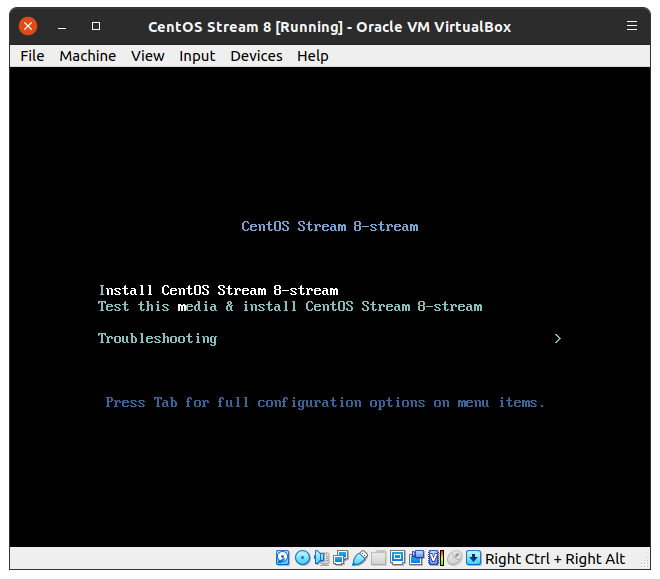 CentOS Stream 8 [Running] - Oracle VM VirtualBox
File Machine View Input Devices Help
CentOS Stream 8-stream
Install CentOS Stream 8-stream
Test this media & install CentOS Stream 8-stream
Troubleshooting >
Press Tab for full configuration options on menu items.
Right Ctrl + Right Alt